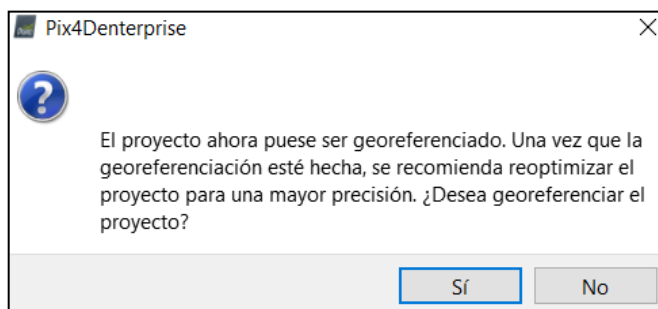 Pix4Denterprise
El proyecto ahora puese ser georeferenciado. Una vez que la
georeferenciación esté hecha, se recomienda reoptimizar el
proyecto para una mayor precisión. ¿Desea georeferenciar el
proyecto?
Sí
No